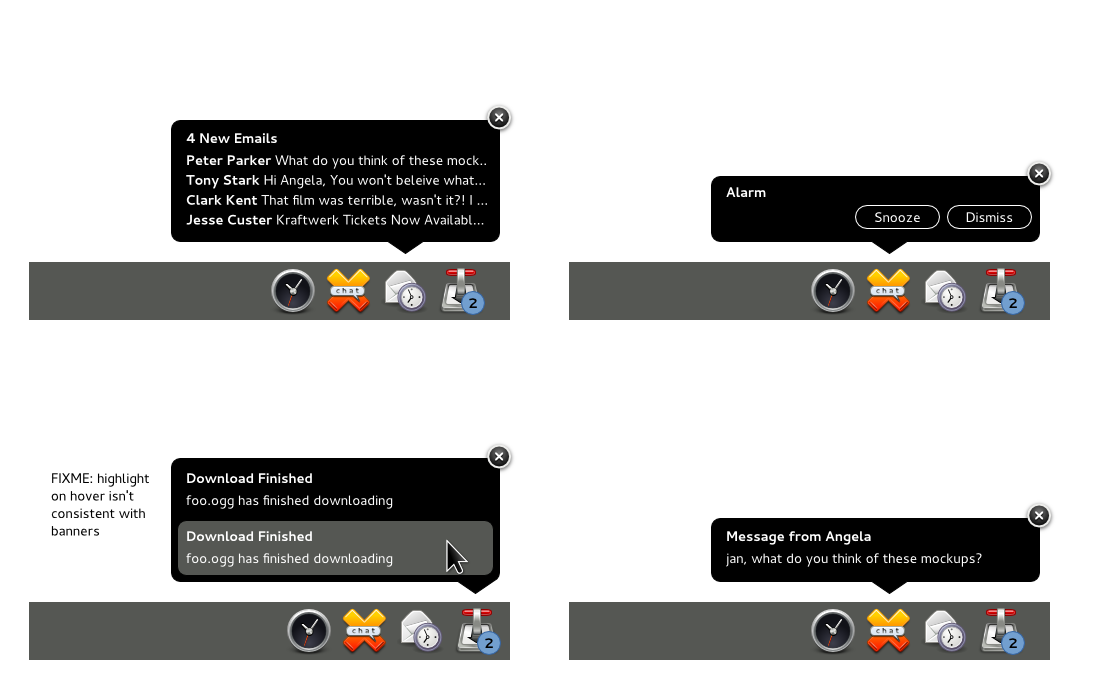 4 New Emails
Peter Parker What do you think of these mock..
Tony Stark Hi Angela, You won't beleive what...
Clark Kent That film was terrible, wasn't it?! I ...
Jesse Custer Kraftwerk Tickets Now Availabl...
chat
2
Alarm
Snooze Dismiss
chat
2
FIXME: highlight
on hover isn't
consistent with
banners
Download Finished
foo.ogg has finished downloading
Download Finished
foo.ogg has finished downloading
chat
2
Message from Angela
jan, what do you think of these mockups?
chat
2